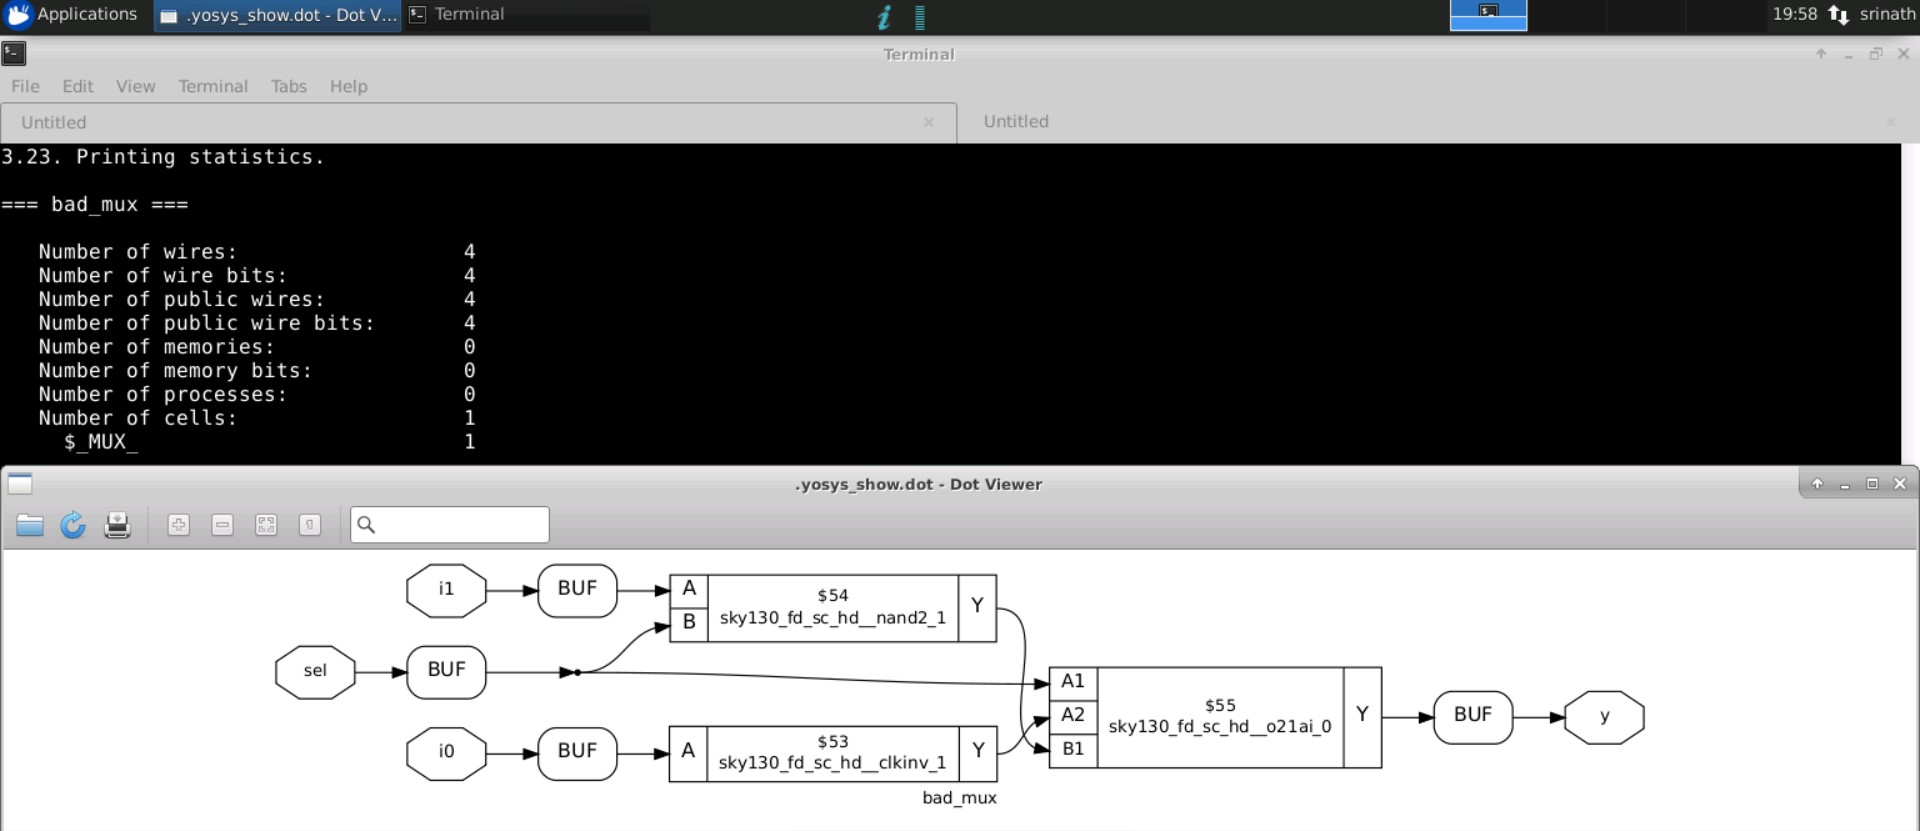 Applications
.yosys_show.dot - Dot V...
Terminal
19:58
srinath
Terminal
File Edit View Terminal Tabs Help
Untitled
Untitled
3.23. Printing statistics.
=== bad_mux ===
Number of wires: 4
Number of wire bits: 4
Number of public wires: 4
Number of public wire bits: 4
Number of memories: 0
Number of memory bits: 0
Number of processes: 0
Number of cells: 1
$_MUX_ 1
.yosys_show.dot - Dot Viewer
i1
BUF
A
B
$54
sky130_fd_sc_hd__nand2_1
Y
sel
BUF
A1
A2
B1
$55
sky130_fd_sc_hd__o21ai_0
Y
BUF
y
i0
BUF
A
$53
sky130_fd_sc_hd__clkinv_1
Y
bad_mux